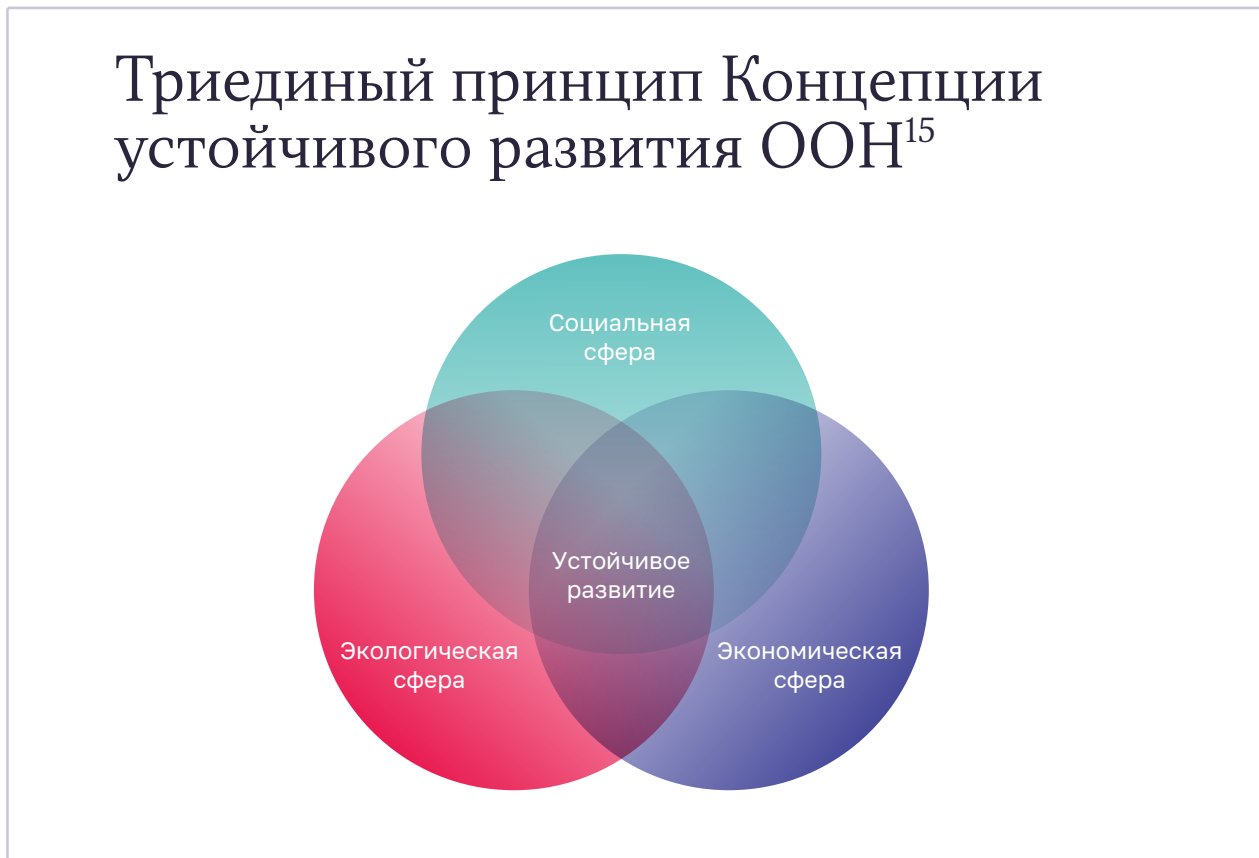 Триединый принцип Концепции
устойчивого развития ООН¹⁵
Социальная
сфера
Устойчивое
развитие
Экологическая
сфера
Экономическая
сфера